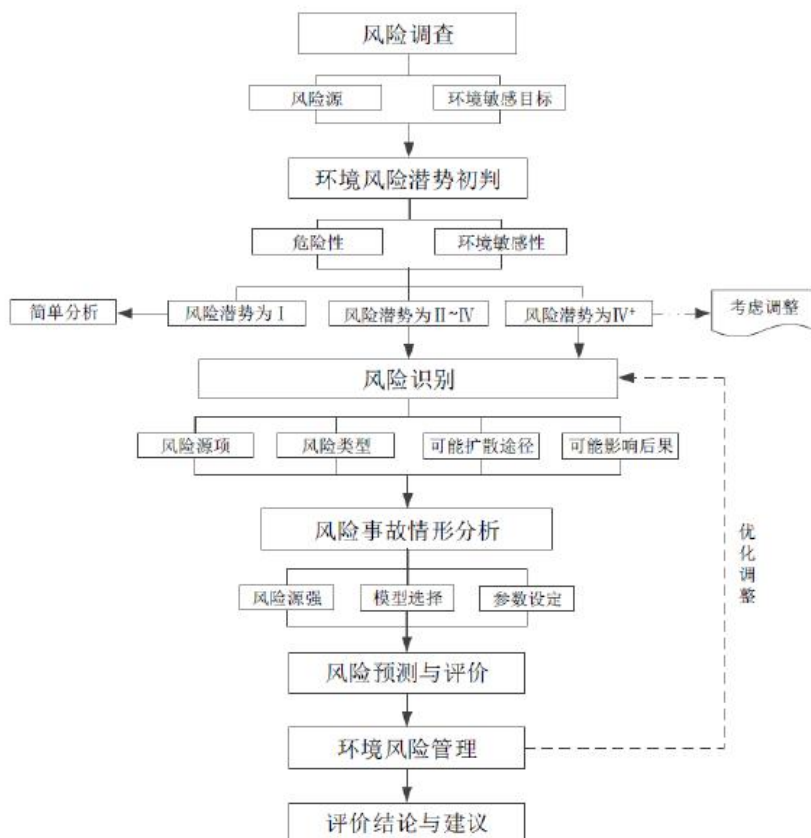 风险调查
风险源
环境敏感目标
环境风险潜势初判
危险性
环境敏感性
简单分析
风险潜势为Ⅰ
风险潜势为Ⅱ~Ⅳ
风险潜势为Ⅳ⁺
考虑调整
风险识别
风险源项
风险类型
可能扩散途径
可能影响后果
风险事故情形分析
优化调整
风险源强
模型选择
参数设定
风险预测与评价
环境风险管理
评价结论与建议